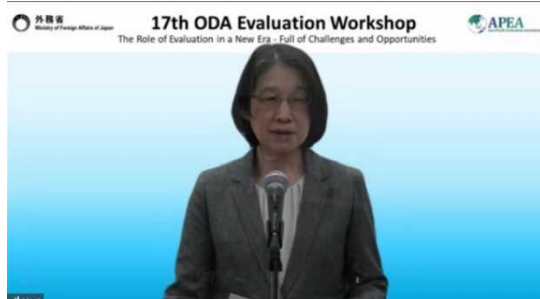 外務省
Ministry of Foreign Affairs of Japan
17th ODA Evaluation Workshop
The Role of Evaluation in a New Era - Full of Challenges and Opportunities
APEA